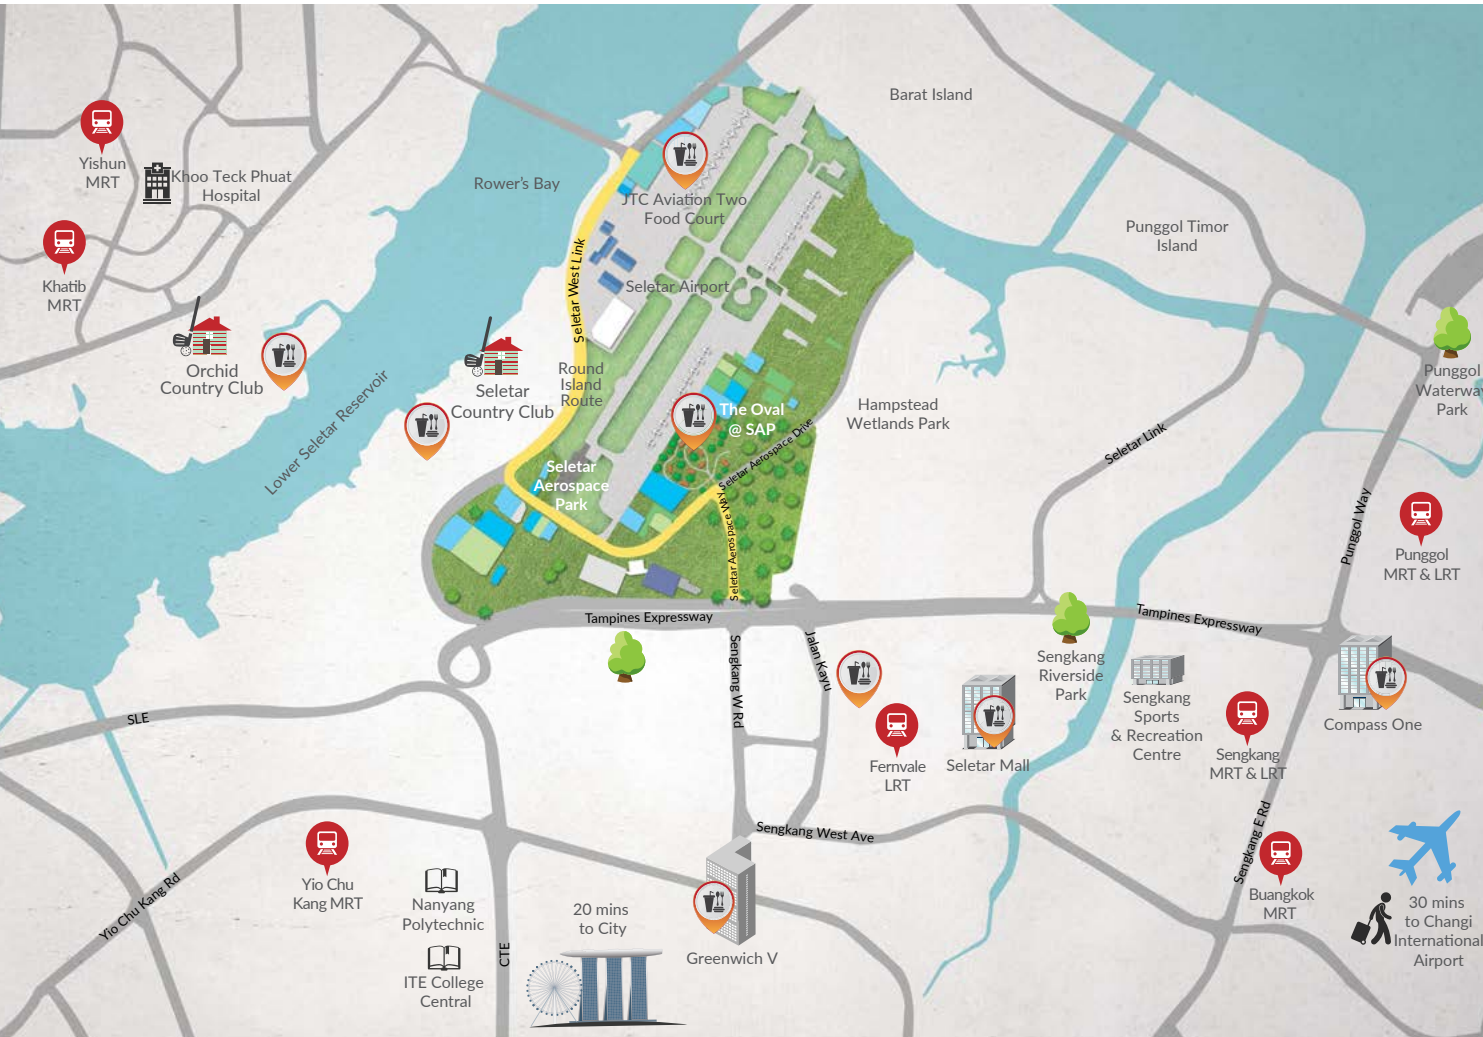 Barat Island
Yishun
MRT
Khoo Teck Phuat
Hospital
Rower's Bay
JTC Aviation Two
Food Court
Punggol Timor
Island
Khatib
MRT
Seletar West Link
Seletar Airport
Orchid
Country Club
Seletar
Country Club
Round
Island
Route
Lower Seletar Reservoir
The Oval
@ SAP
Hampstead
Wetlands Park
Punggol
Waterway
Park
Seletar Link
Seletar Aerospace Drive
Seletar
Aerospace
Park
Seletar Aerospace Way
Punggol Way
Punggol
MRT & LRT
Tampines Expressway
Tampines Expressway
Sengkang W Rd
Jalan Kayu
Sengkang
Riverside
Park
Sengkang
Sports
& Recreation
Centre
Compass One
SLE
Fernvale
LRT
Seletar Mall
Sengkang
MRT & LRT
Sengkang West Ave
Sengkang E Rd
Yio Chu Kang Rd
Yio Chu
Kang MRT
Nanyang
Polytechnic
ITE College
Central
CTE
20 mins
to City
Greenwich V
Buangkok
MRT
30 mins
to Changi
International
Airport